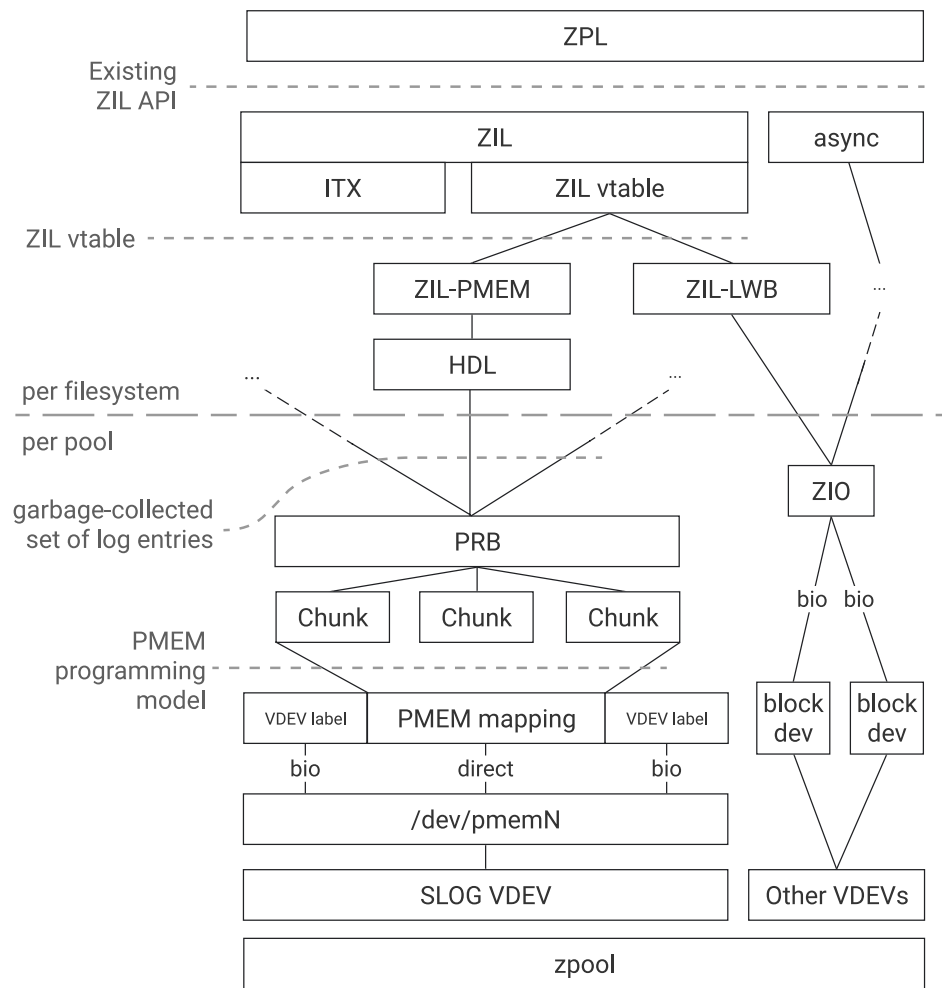 ZPL
Existing
ZIL API
ZIL
async
ITX
ZIL vtable
ZIL vtable
ZIL-PMEM
ZIL-LWB
...
HDL
...
...
per filesystem
per pool
garbage-collected
set of log entries
ZIO
PRB
bio bio
Chunk
Chunk
Chunk
PMEM
programming
model
VDEV label
PMEM mapping
VDEV label
block
dev
block
dev
bio
direct
bio
/dev/pmemN
SLOG VDEV
Other VDEVs
zpool